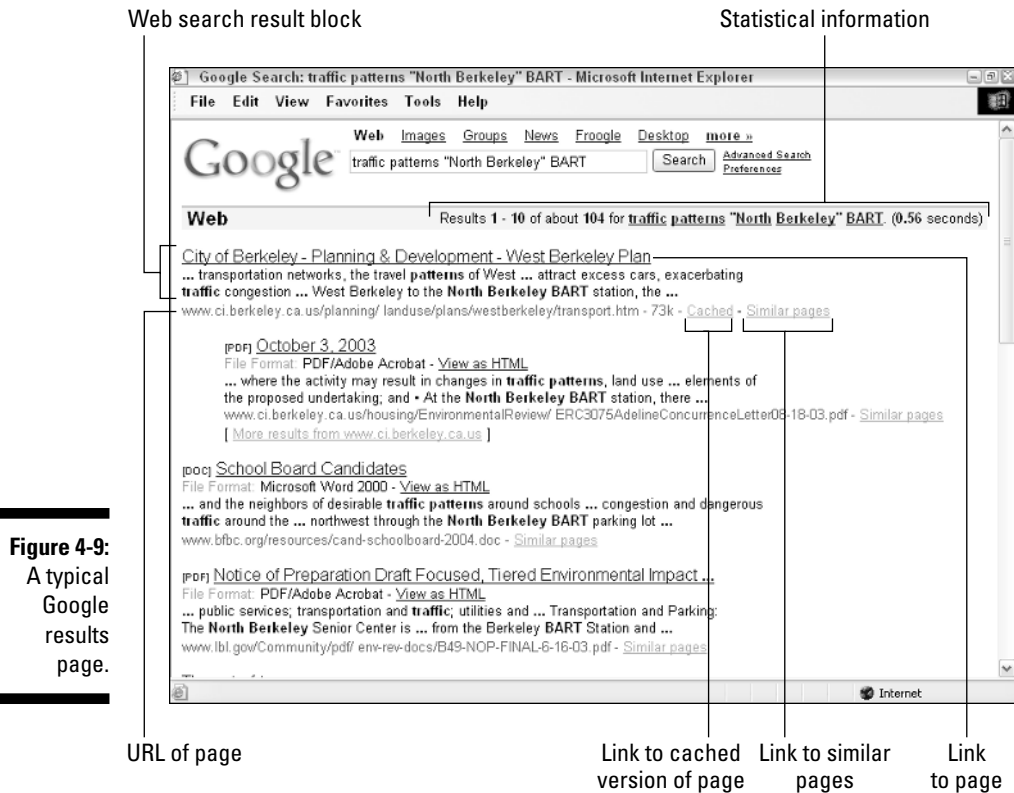 Web search result block
Statistical information
Google Search: traffic patterns "North Berkeley" BART - Microsoft Internet Explorer
File Edit View Favorites Tools Help
Google™
Web Images Groups News Froogle Desktop more »
traffic patterns "North Berkeley" BART
Search
Advanced Search
Preferences
Web
Results 1 - 10 of about 104 for traffic patterns "North Berkeley" BART. (0.56 seconds)
City of Berkeley - Planning & Development - West Berkeley Plan
... transportation networks, the travel patterns of West ... attract excess cars, exacerbating
traffic congestion ... West Berkeley to the North Berkeley BART station, the ...
www.ci.berkeley.ca.us/planning/ landuse/plans/westberkeley/transport.htm - 73k - Cached - Similar pages
[PDF] October 3, 2003
File Format: PDF/Adobe Acrobat - View as HTML
... where the activity may result in changes in traffic patterns, land use ... elements of
the proposed undertaking; and • At the North Berkeley BART station, there ...
www.ci.berkeley.ca.us/housing/EnvironmentalReview/ ERC3075AdelineConcurrenceLetter08-18-03.pdf - Similar pages
[ More results from www.ci.berkeley.ca.us ]
[DOC] School Board Candidates
File Format: Microsoft Word 2000 - View as HTML
... and the neighbors of desirable traffic patterns around schools ... congestion and dangerous
traffic around the ... northwest through the North Berkeley BART parking lot ...
www.bfbc.org/resources/cand-schoolboard-2004.doc - Similar pages
[PDF] Notice of Preparation Draft Focused, Tiered Environmental Impact ...
File Format: PDF/Adobe Acrobat - View as HTML
... public services; transportation and traffic; utilities and ... Transportation and Parking:
The North Berkeley Senior Center is ... from the Berkeley BART Station and ...
www.lbl.gov/Community/pdf/ env-rev-docs/B49-NOP-FINAL-6-16-03.pdf - Similar pages
Internet
Figure 4-9:
A typical
Google
results
page.
URL of page
Link to cached
version of page
Link to similar
pages
Link
to page